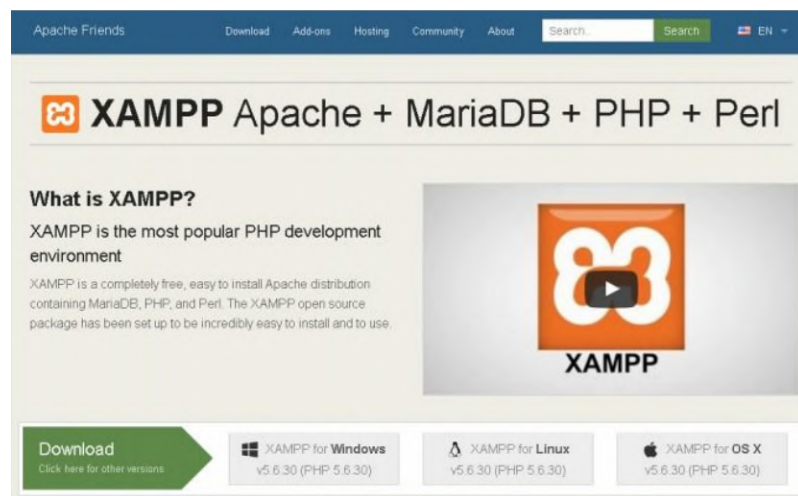 Apache Friends Download Add-ons Hosting Community About Search... Search EN
XAMPP Apache + MariaDB + PHP + Perl
What is XAMPP?
XAMPP is the most popular PHP development
environment
XAMPP is a completely free, easy to install Apache distribution
containing MariaDB, PHP, and Perl. The XAMPP open source
package has been set up to be incredibly easy to install and to use.
XAMPP
Download
Click here for other versions
XAMPP for Windows
v5.6.30 (PHP 5.6.30)
XAMPP for Linux
v5.6.30 (PHP 5.6.30)
XAMPP for OS X
v5.6.30 (PHP 5.6.30)